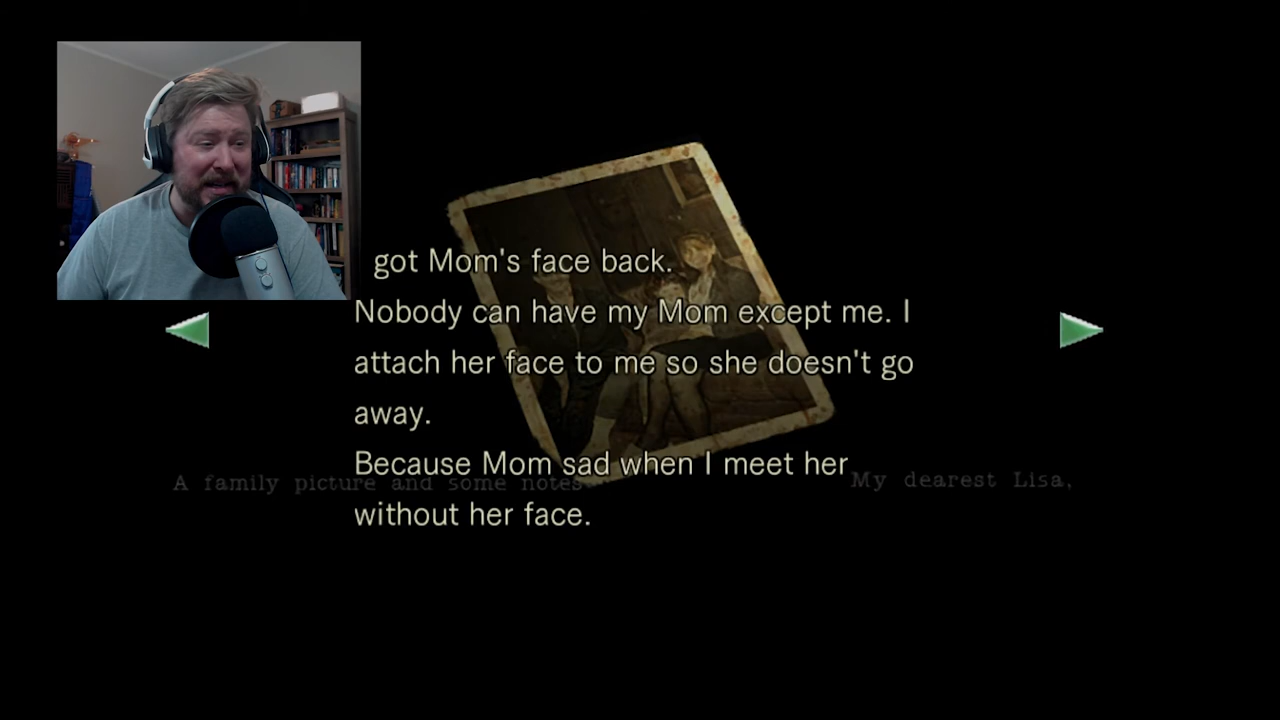 got Mom's face back.
Nobody can have my Mom except me. I
attach her face to me so she doesn't go
away.
Because Mom sad when I meet her
without her face.
A family picture and some notes
My dearest Lisa,